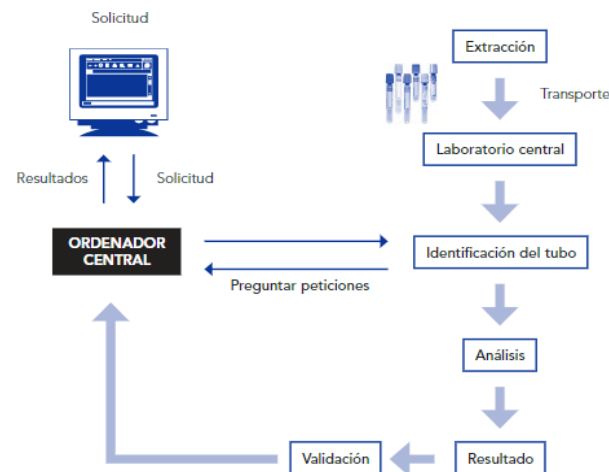 Solicitud
Extracción
Transporte
Laboratorio central
Resultados
Solicitud
ORDENADOR
CENTRAL
Identificación del tubo
Preguntar peticiones
Análisis
Validación
Resultado